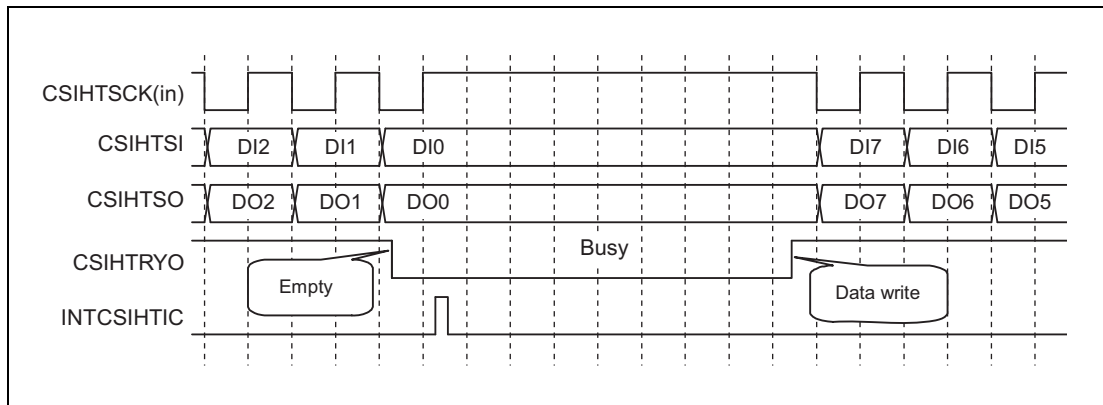 CSIHTSCK(in)
CSIHTSI DI2 DI1 DI0 DI7 DI6 DI5
CSIHTSO DO2 DO1 DO0 DO7 DO6 DO5
CSIHTRYO Busy
Empty Data write
INTCSIHTIC